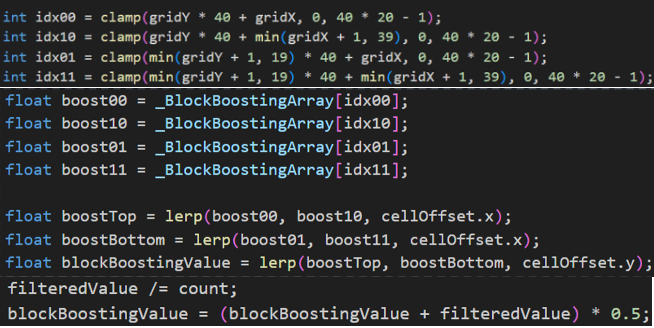 int idx00 = clamp(gridY * 40 + gridX, 0, 40 * 20 - 1);
int idx10 = clamp(gridY * 40 + min(gridX + 1, 39), 0, 40 * 20 - 1);
int idx01 = clamp(min(gridY + 1, 19) * 40 + gridX, 0, 40 * 20 - 1);
int idx11 = clamp(min(gridY + 1, 19) * 40 + min(gridX + 1, 39), 0, 40 * 20 - 1);
float boost00 = _BlockBoostingArray[idx00];
float boost10 = _BlockBoostingArray[idx10];
float boost01 = _BlockBoostingArray[idx01];
float boost11 = _BlockBoostingArray[idx11];
float boostTop = lerp(boost00, boost10, cellOffset.x);
float boostBottom = lerp(boost01, boost11, cellOffset.x);
float blockBoostingValue = lerp(boostTop, boostBottom, cellOffset.y);
filteredValue /= count;
blockBoostingValue = (blockBoostingValue + filteredValue) * 0.5;